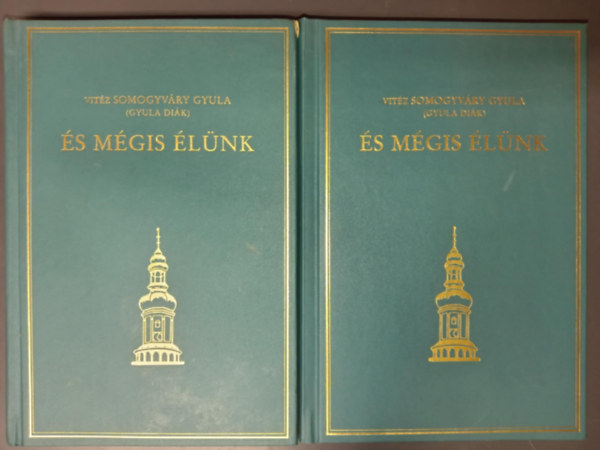 VITÉZ SOMOGYVÁRY GYULA
(GYULA DIÁK)
ÉS MÉGIS ÉLÜNK
VITÉZ SOMOGYVÁRY GYULA
(GYULA DIÁK)
ÉS MÉGIS ÉLÜNK